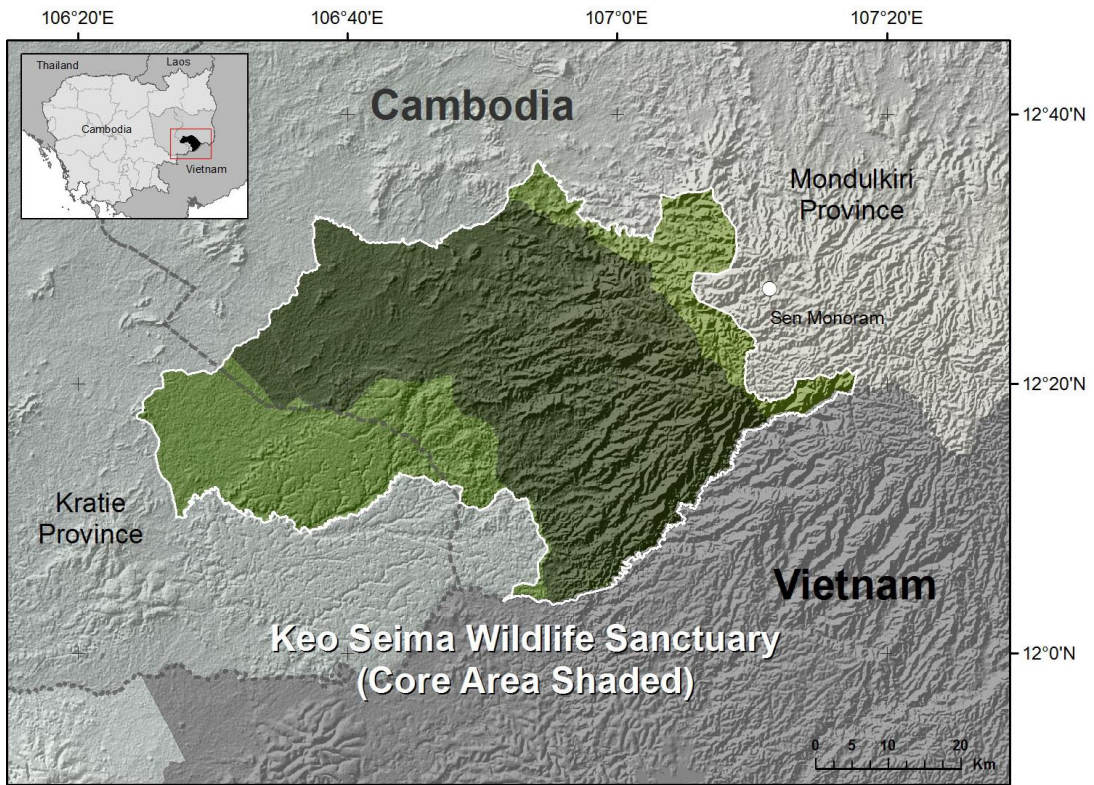 106°20'E
106°40'E
107°0'E
107°20'E
Thailand
Laos
Cambodia
Vietnam
Cambodia
12°40'N
Mondulkiri
Province
Sen Monoram
12°20'N
Kratie
Province
Vietnam
Keo Seima Wildlife Sanctuary
(Core Area Shaded)
12°0'N
0 5 10 20
Km